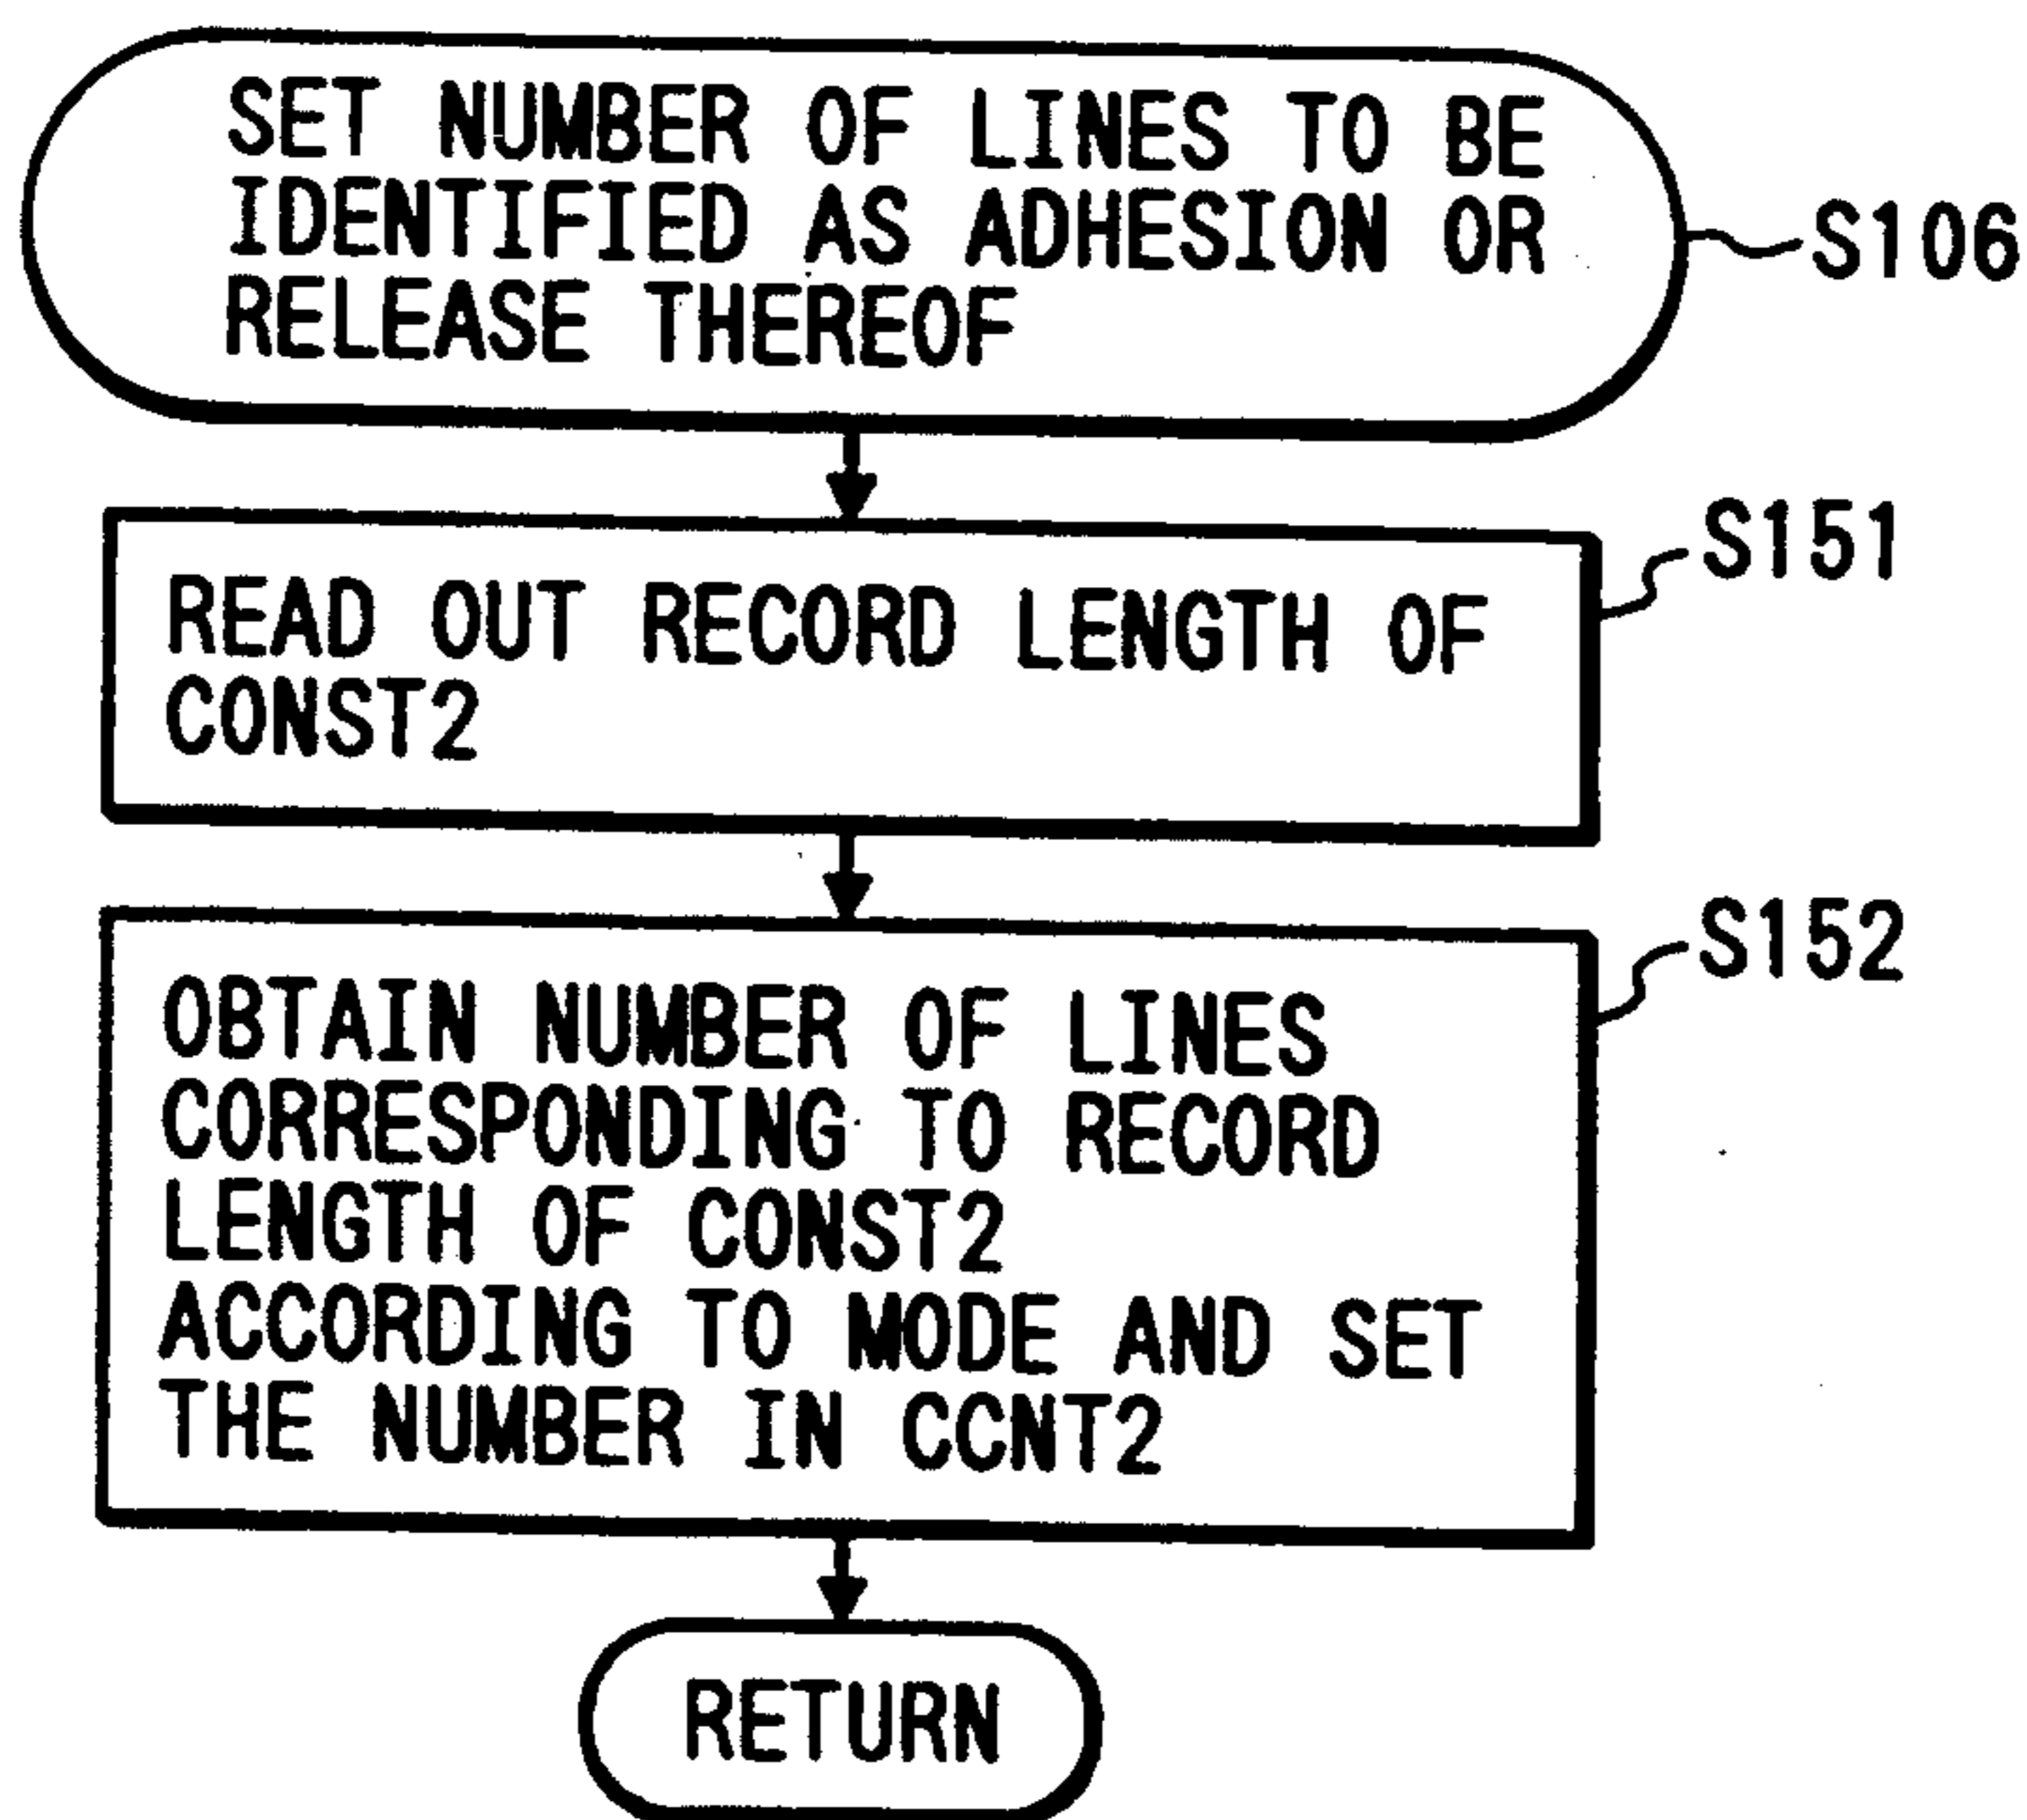 SET NUMBER OF LINES TO BE
IDENTIFIED AS ADHESION OR
RELEASE THEREOF
S106
S151
READ OUT RECORD LENGTH OF
CONST2
S152
OBTAIN NUMBER OF LINES
CORRESPONDING TO RECORD
LENGTH OF CONST2
ACCORDING TO MODE AND SET
THE NUMBER IN CCNT2
RETURN